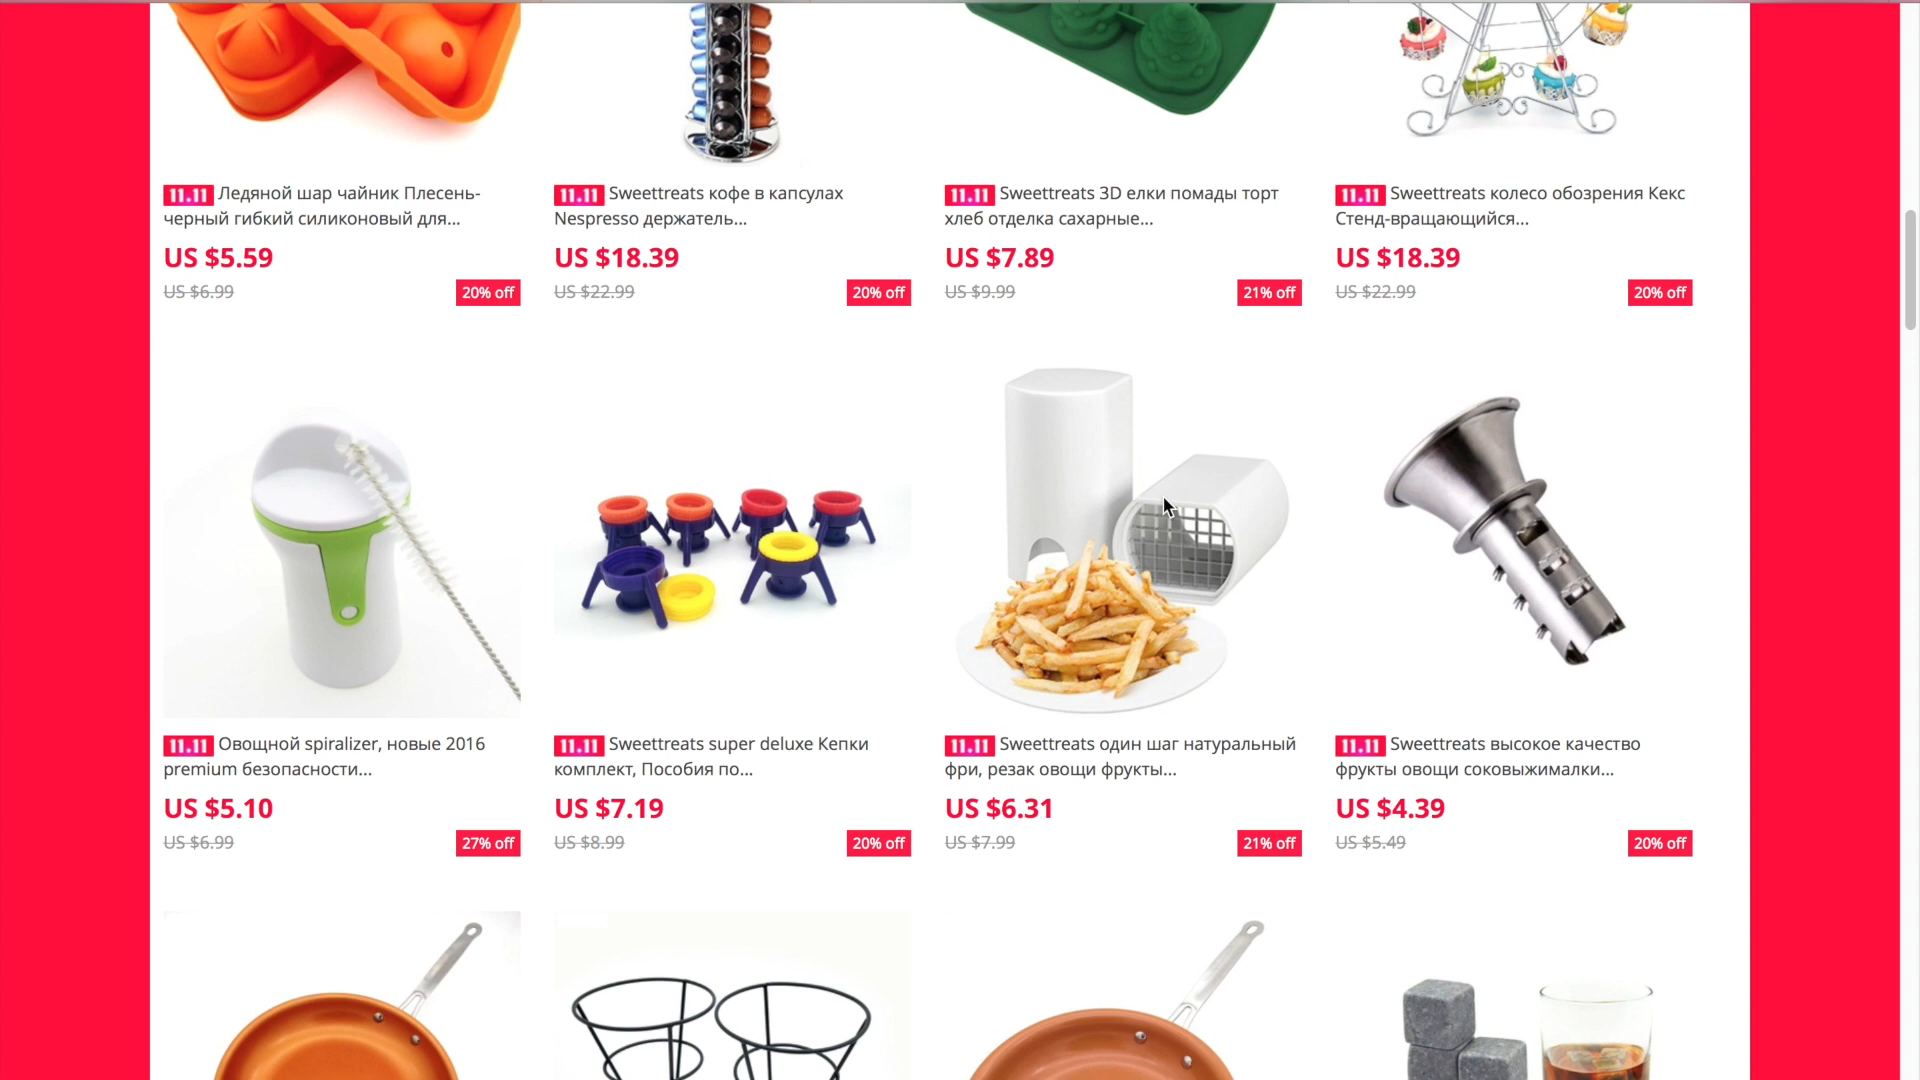 11.11 Ледяной шар чайник Плесень-
черный гибкий силиконовый для...
US $5.59
US $6.99
20% off
11.11 Sweettreats кофе в капсулах
Nespresso держатель...
US $18.39
US $22.99
20% off
11.11 Sweettreats 3D елки помады торт
хлеб отделка сахарные...
US $7.89
US $9.99
21% off
11.11 Sweettreats колесо обозрения Кекс
Стенд-вращающийся...
US $18.39
US $22.99
20% off
11.11 Овощной spiralizer, новые 2016
premium безопасности...
US $5.10
US $6.99
27% off
11.11 Sweettreats super deluxe Кепки
комплект, Пособия по...
US $7.19
US $8.99
20% off
11.11 Sweettreats один шаг натуральный
фри, резак овощи фрукты...
US $6.31
US $7.99
21% off
11.11 Sweettreats высокое качество
фрукты овощи соковыжималки...
US $4.39
US $5.49
20% off